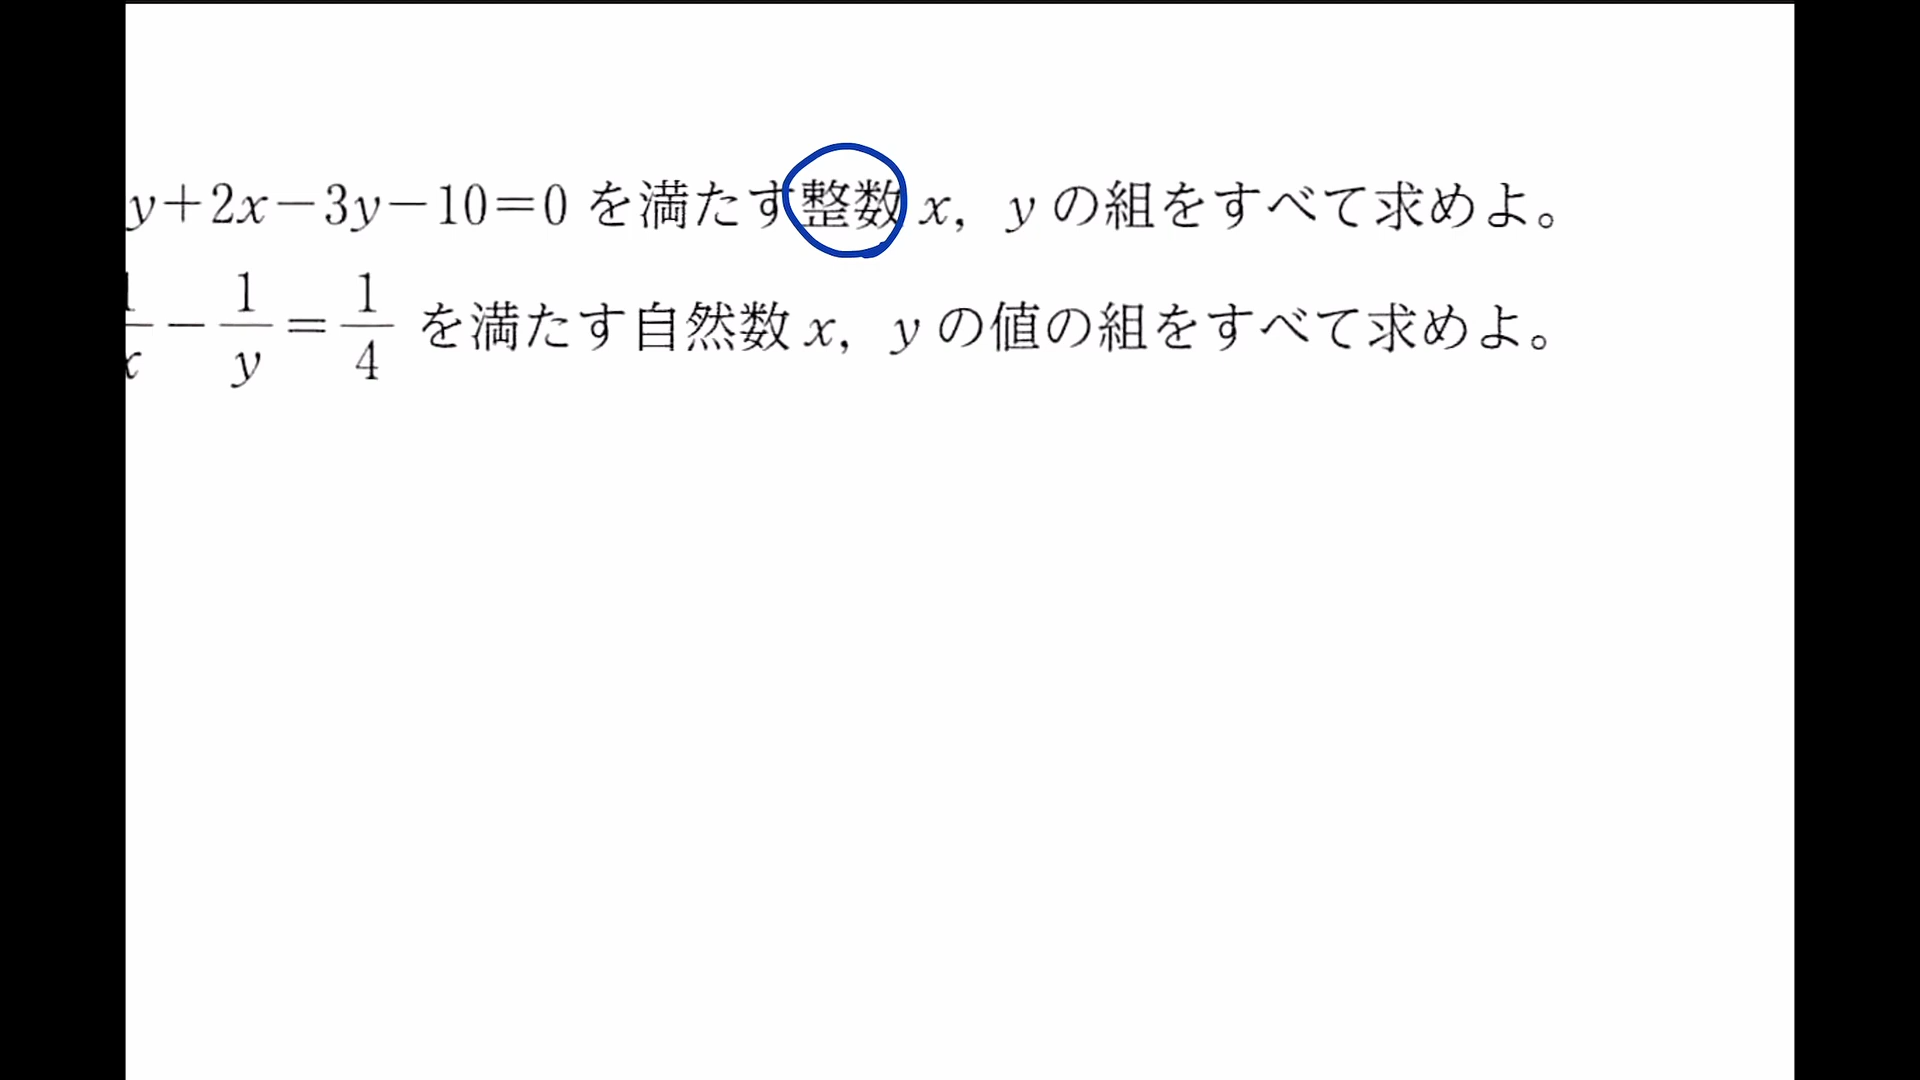 y+2x−3y−10=0 を満たす整数 x, y の組をすべて求めよ。
1/x − 1/y = 1/4 を満たす自然数 x, y の値の組をすべて求めよ。